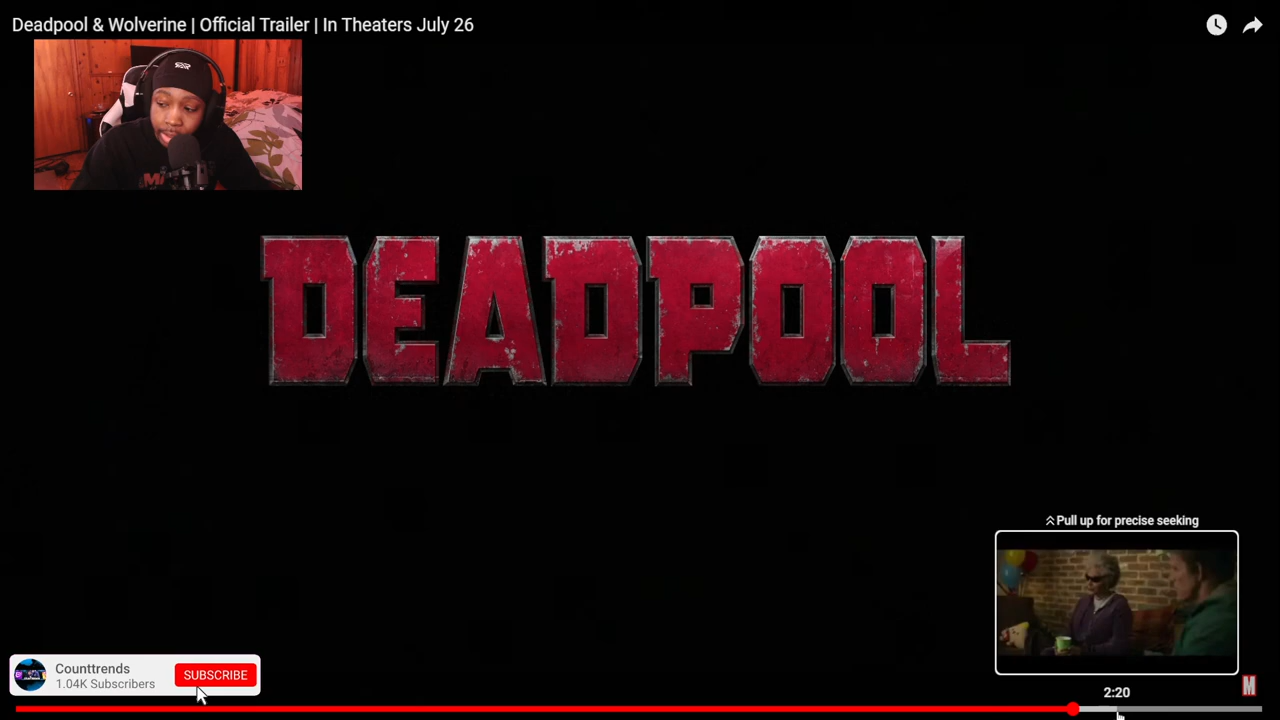 Deadpool & Wolverine | Official Trailer | In Theaters July 26
DEADPOOL
Pull up for precise seeking
Counttrends
1.04K Subscribers
SUBSCRIBE
2:20
M